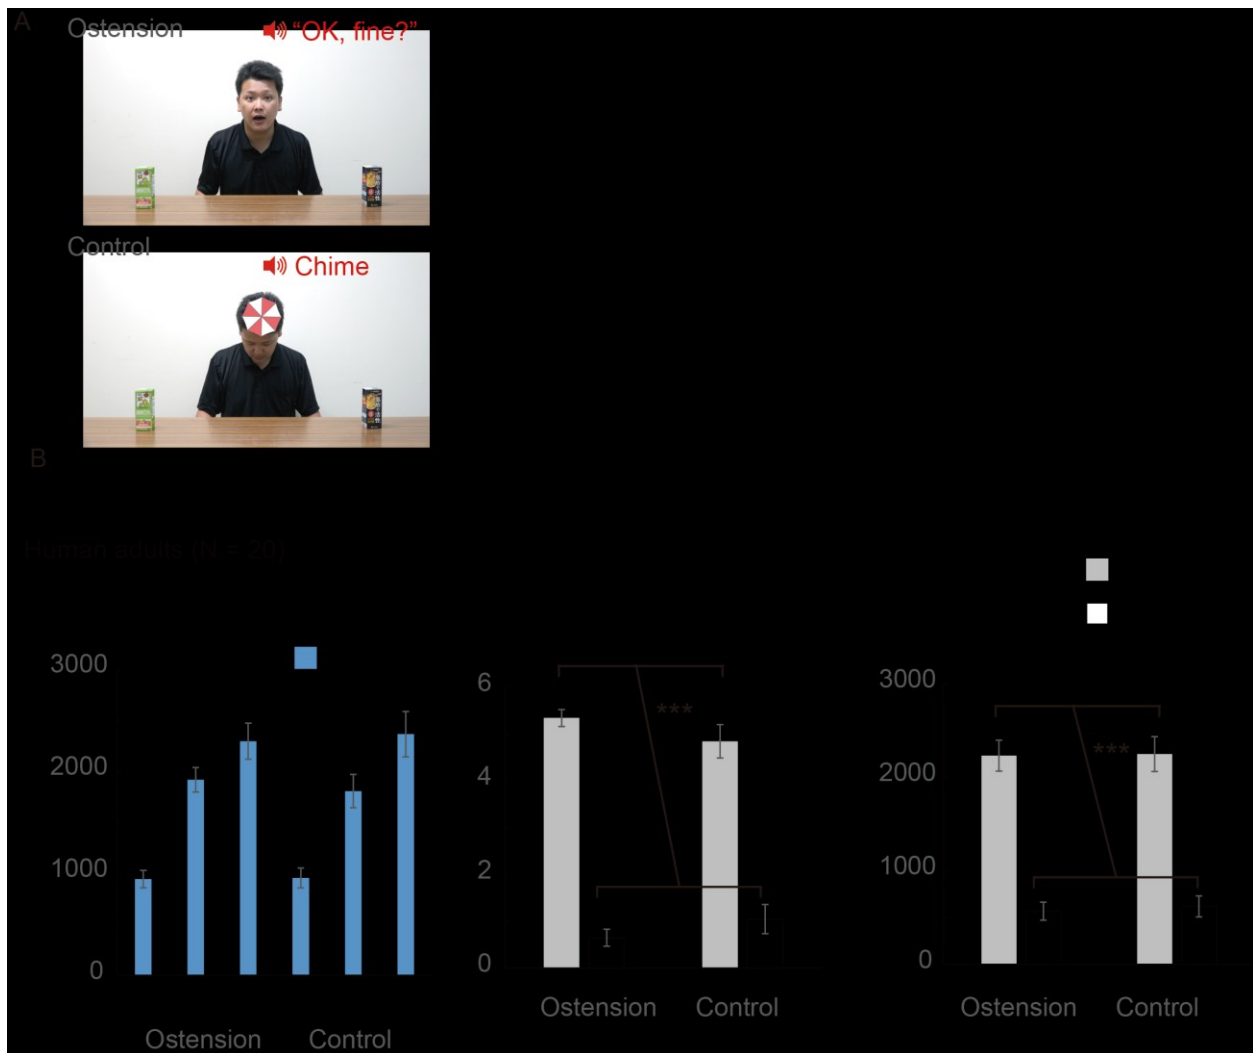 A
Ostension
"OK, fine?"
Control
Chime
B
Human adults (N = 20)
3000
2000
1000
0
Ostension Control
6
4
2
0
***
Ostension Control
3000
2000
1000
0
***
Ostension Control